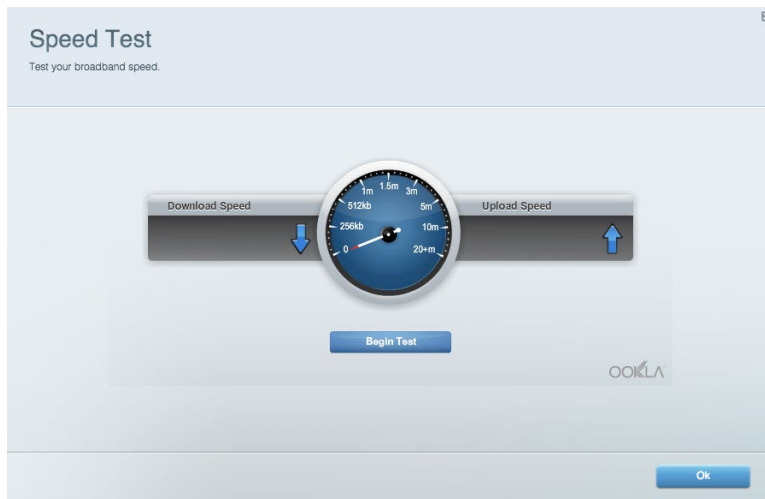 Speed Test
Test your broadband speed.
Download Speed
Upload Speed
0
256kb
512kb
1m
1.5m
3m
5m
10m
20+m
Begin Test
OOKLA
Ok